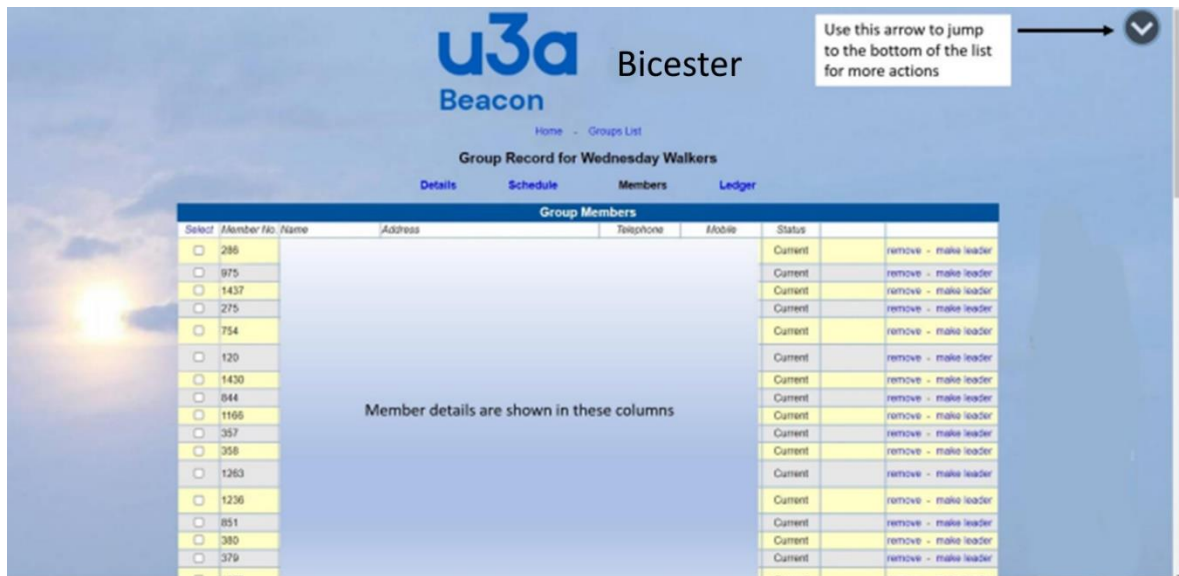 u3a
Bicester
Beacon
Use this arrow to jump
to the bottom of the list
for more actions
Home - Groups List
Group Record for Wednesday Walkers
Details Schedule Members Ledger
Group Members
Select Member No. Name Address Telephone Mobile Status
286 Current remove - make leader
975 Current remove - make leader
1437 Current remove - make leader
275 Current remove - make leader
754 Current remove - make leader
120 Current remove - make leader
1430 Current remove - make leader
844 Current remove - make leader
Member details are shown in these columns
1166 Current remove - make leader
357 Current remove - make leader
358 Current remove - make leader
1263 Current remove - make leader
1236 Current remove - make leader
851 Current remove - make leader
380 Current remove - make leader
379 Current remove - make leader